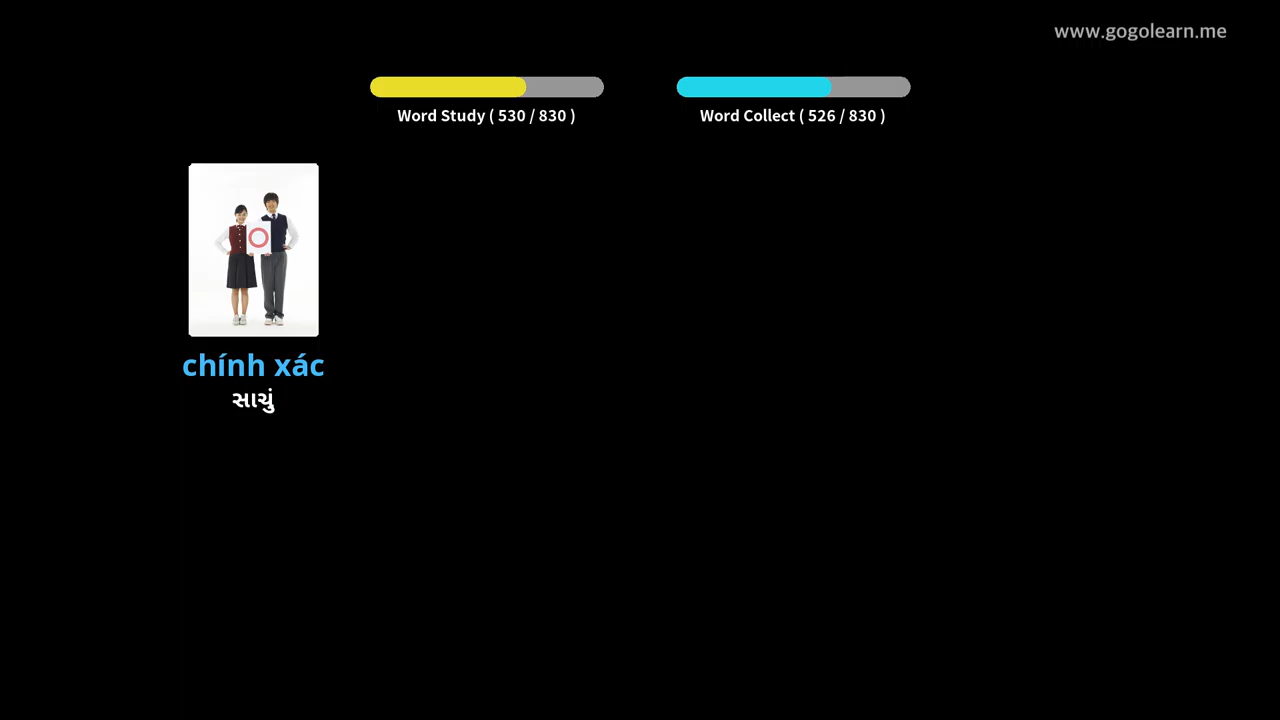 www.gogolearn.me
Word Study ( 530 / 830 )
Word Collect ( 526 / 830 )
chính xác
સાચું